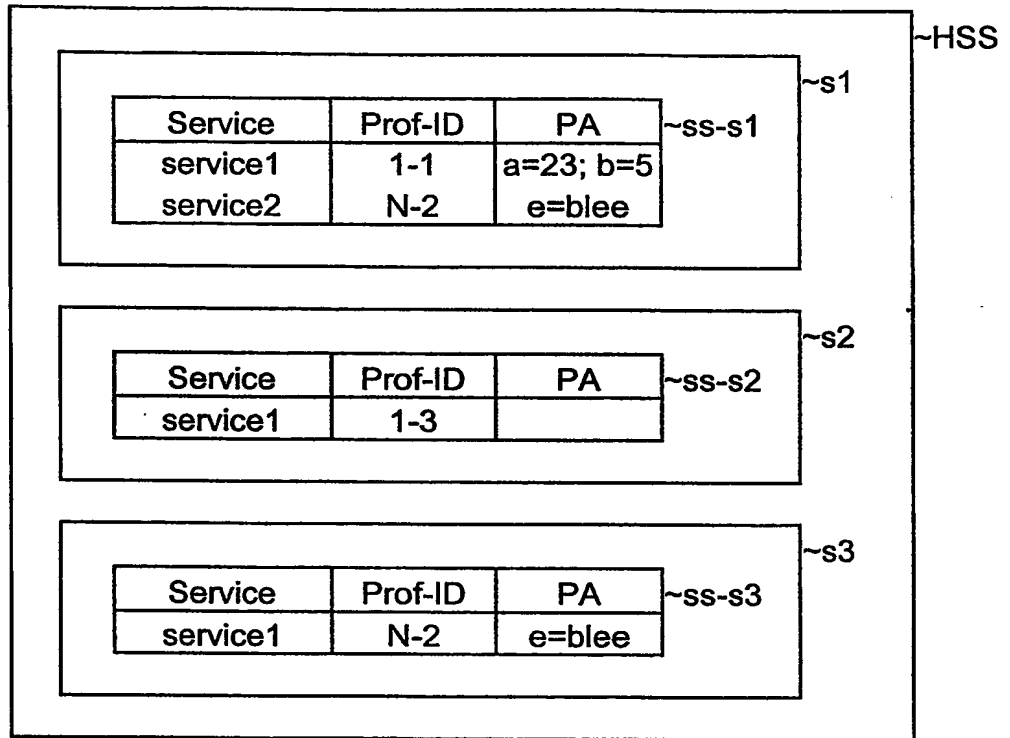 ~HSS
~s1
Service Prof-ID PA ~ss-s1
service1 1-1 a=23; b=5
service2 N-2 e=blee
~s2
Service Prof-ID PA ~ss-s2
service1 1-3
~s3
Service Prof-ID PA ~ss-s3
service1 N-2 e=blee